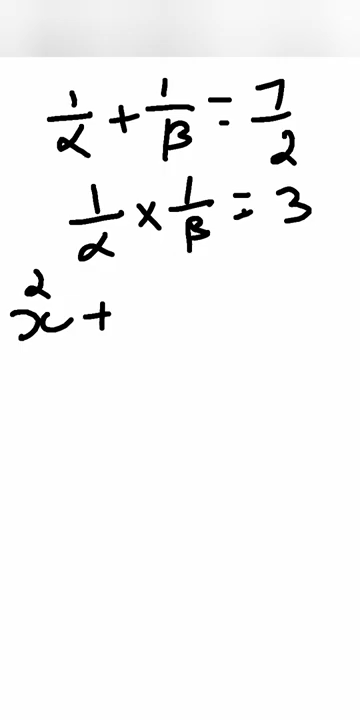 1/α + 1/β = 7/2
1/α × 1/β = 3
x² +